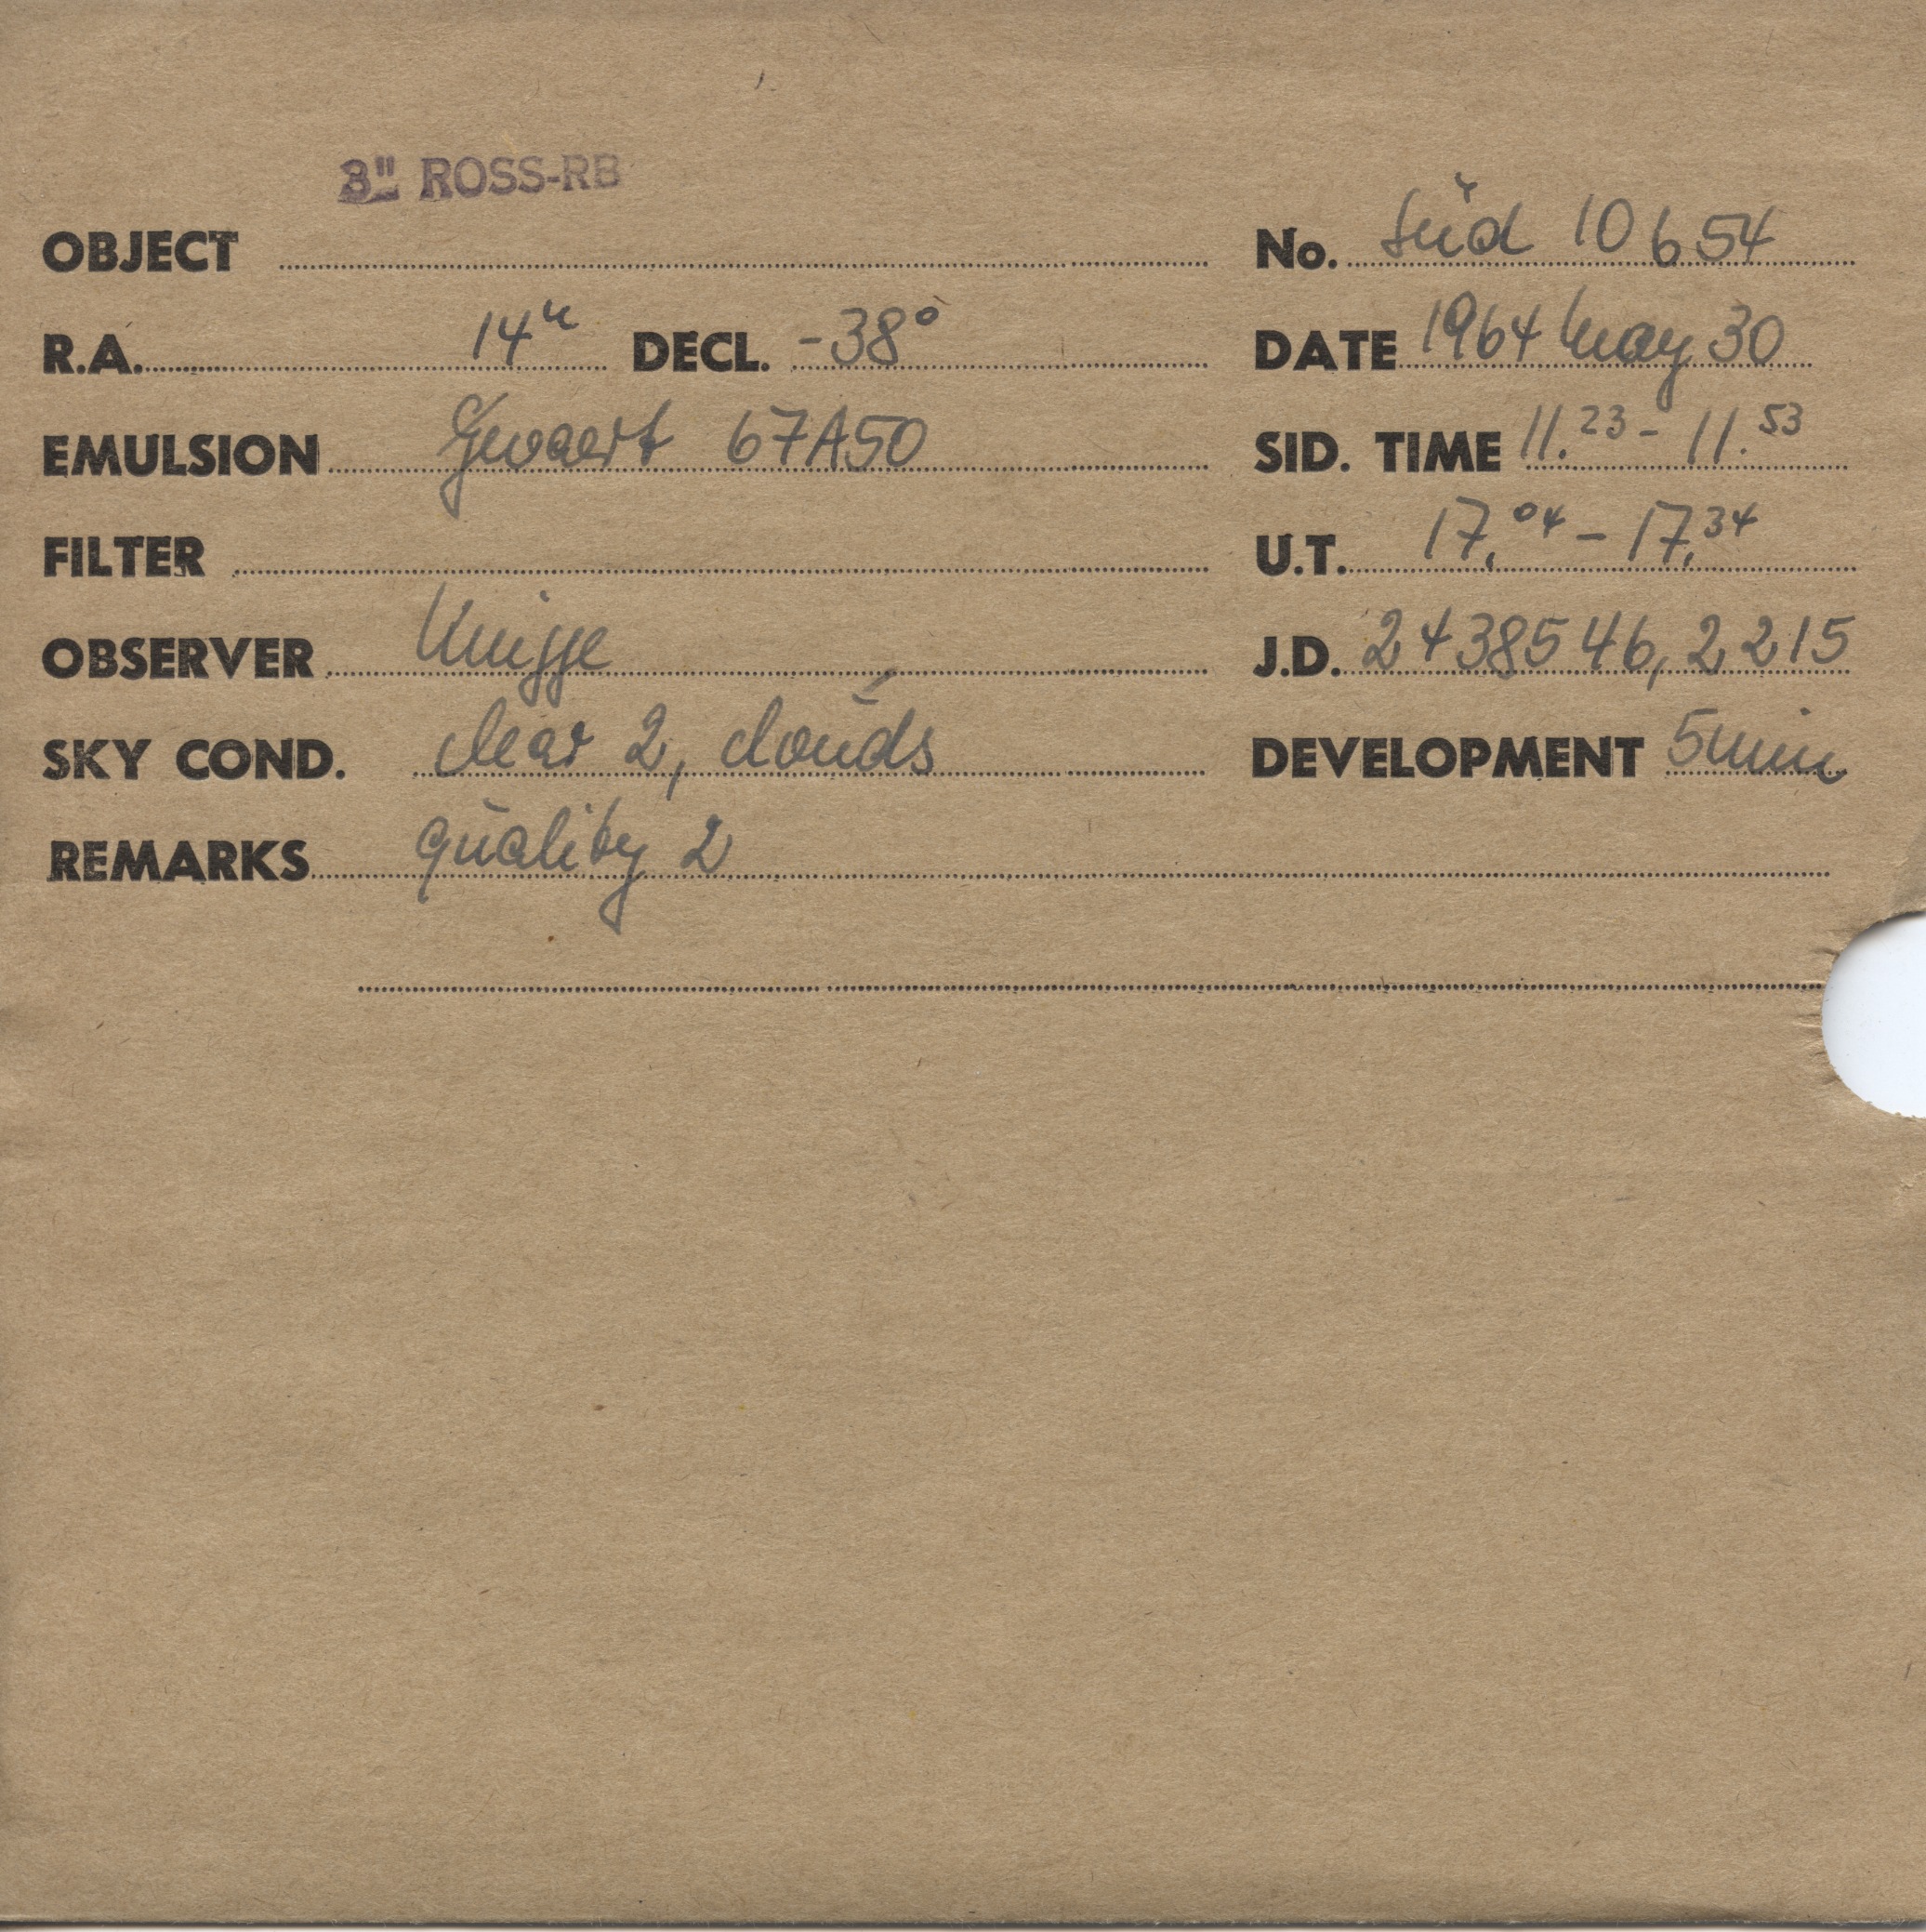 3" ROSS-RB
OBJECT No. Süd 10654
R.A. 14ʰ DECL. -38° DATE 1964 May 30
EMULSION Gevaert 67A50 SID. TIME 11.²³ - 11.⁵³
FILTER U.T. 17,⁰⁴ - 17,³⁴
OBSERVER Knigge J.D. 2438546,2215
SKY COND. clear 2, clouds DEVELOPMENT 5min
REMARKS quality 2